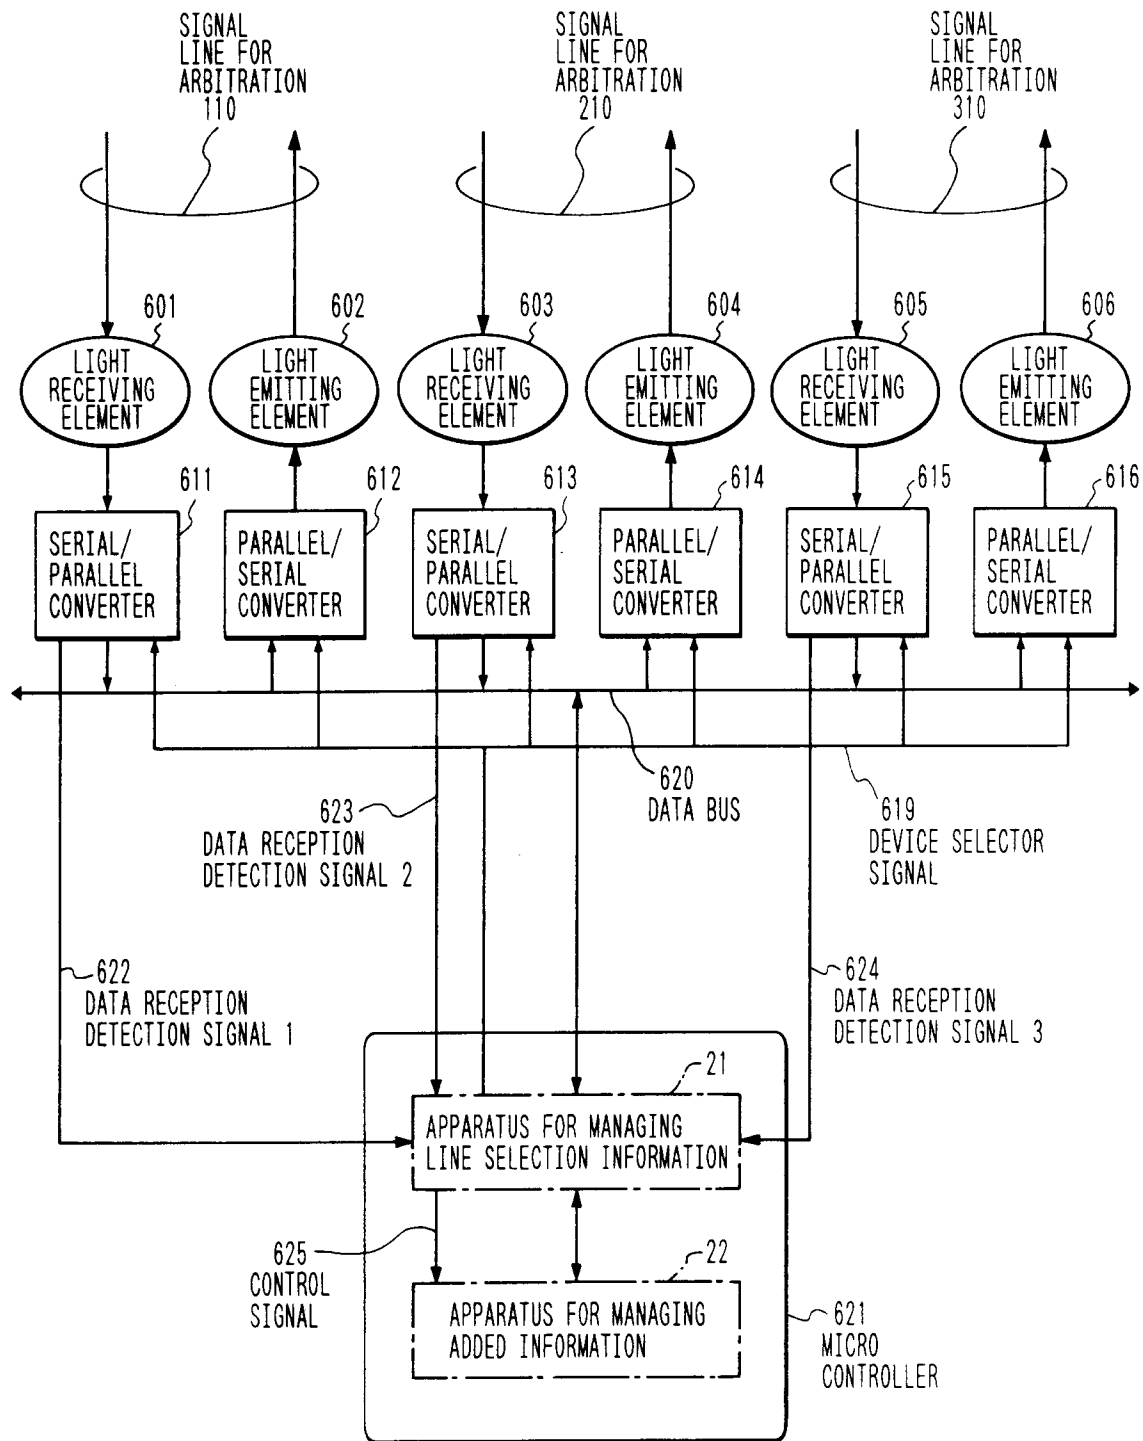 SIGNAL
LINE FOR
ARBITRATION
110
SIGNAL
LINE FOR
ARBITRATION
210
SIGNAL
LINE FOR
ARBITRATION
310
601
602
603
604
605
606
LIGHT
RECEIVING
ELEMENT
LIGHT
EMITTING
ELEMENT
LIGHT
RECEIVING
ELEMENT
LIGHT
EMITTING
ELEMENT
LIGHT
RECEIVING
ELEMENT
LIGHT
EMITTING
ELEMENT
611
612
613
614
615
616
SERIAL/
PARALLEL
CONVERTER
PARALLEL/
SERIAL
CONVERTER
SERIAL/
PARALLEL
CONVERTER
PARALLEL/
SERIAL
CONVERTER
SERIAL/
PARALLEL
CONVERTER
PARALLEL/
SERIAL
CONVERTER
623
DATA RECEPTION
DETECTION SIGNAL 2
620
DATA BUS
619
DEVICE SELECTOR
SIGNAL
622
DATA RECEPTION
DETECTION SIGNAL 1
624
DATA RECEPTION
DETECTION SIGNAL 3
21
APPARATUS FOR MANAGING
LINE SELECTION INFORMATION
625
CONTROL
SIGNAL
22
APPARATUS FOR MANAGING
ADDED INFORMATION
621
MICRO
CONTROLLER